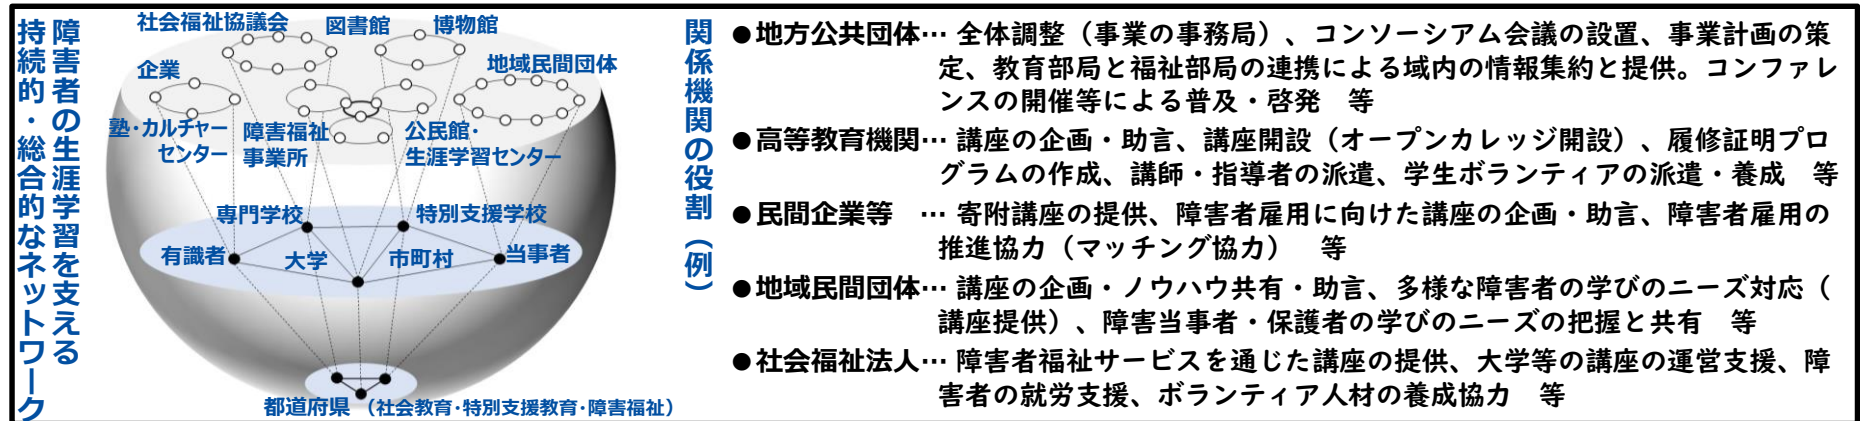 障害者の生涯学習を支える
持続的・総合的なネットワーク
社会福祉協議会
図書館
博物館
企業
地域民間団体
塾・カルチャー
センター
障害福祉
事業所
公民館・
生涯学習センター
専門学校
特別支援学校
有識者
大学
市町村
当事者
都道府県 （社会教育・特別支援教育・障害福祉）
関係機関の役割（例）
●地方公共団体… 全体調整（事業の事務局）、コンソーシアム会議の設置、事業計画の策
定、教育部局と福祉部局の連携による域内の情報集約と提供。コンファレ
ンスの開催等による普及・啓発　等
●高等教育機関… 講座の企画・助言、講座開設（オープンカレッジ開設）、履修証明プロ
グラムの作成、講師・指導者の派遣、学生ボランティアの派遣・養成　等
●民間企業等　… 寄附講座の提供、障害者雇用に向けた講座の企画・助言、障害者雇用の
推進協力（マッチング協力）　等
●地域民間団体… 講座の企画・ノウハウ共有・助言、多様な障害者の学びのニーズ対応（
講座提供）、障害当事者・保護者の学びのニーズの把握と共有　等
●社会福祉法人… 障害者福祉サービスを通じた講座の提供、大学等の講座の運営支援、障
害者の就労支援、ボランティア人材の養成協力　等